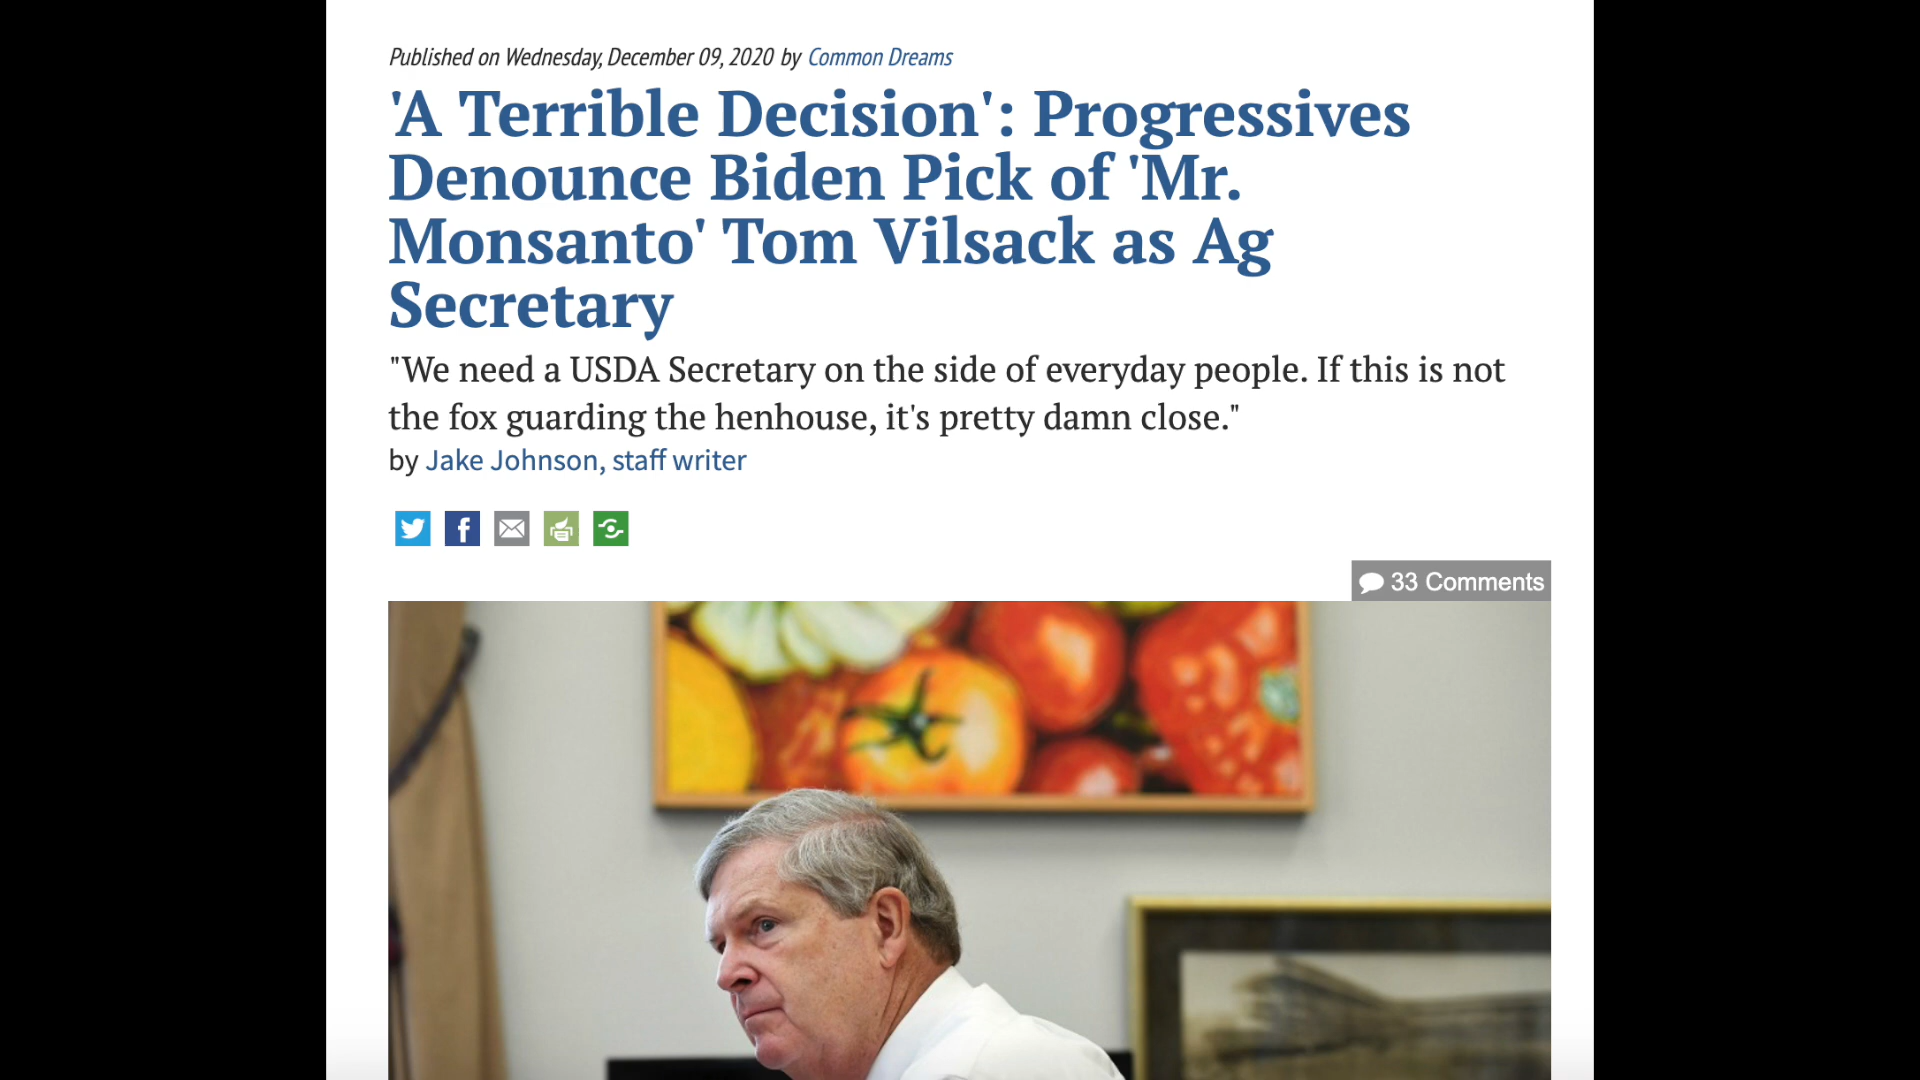 Published on Wednesday, December 09, 2020 by Common Dreams
'A Terrible Decision': Progressives
Denounce Biden Pick of 'Mr.
Monsanto' Tom Vilsack as Ag
Secretary
"We need a USDA Secretary on the side of everyday people. If this is not
the fox guarding the henhouse, it's pretty damn close."
by Jake Johnson, staff writer
33 Comments